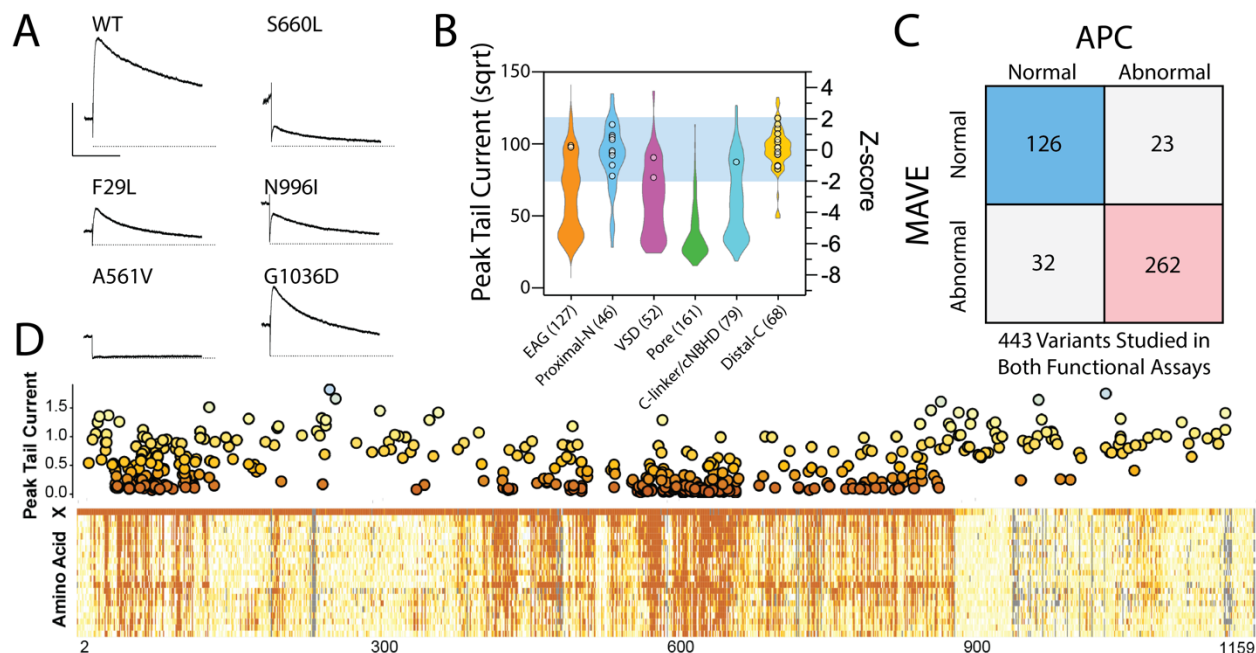 A
WT
S660L
F29L
N996I
A561V
G1036D
B
Peak Tail Current (sqrt)
150
100
50
0
4
2
0
-2
-4
-6
-8
Z-score
EAG (127)
Proximal-N (46)
VSD (52)
Pore (161)
C-linker/cNBHD (79)
Distal-C (68)
C
APC
Normal
Abnormal
MAVE
Normal
Abnormal
126
23
32
262
443 Variants Studied in
Both Functional Assays
D
Peak Tail Current
1.5
1.0
0.5
0.0
X
Amino Acid
2
300
600
900
1159